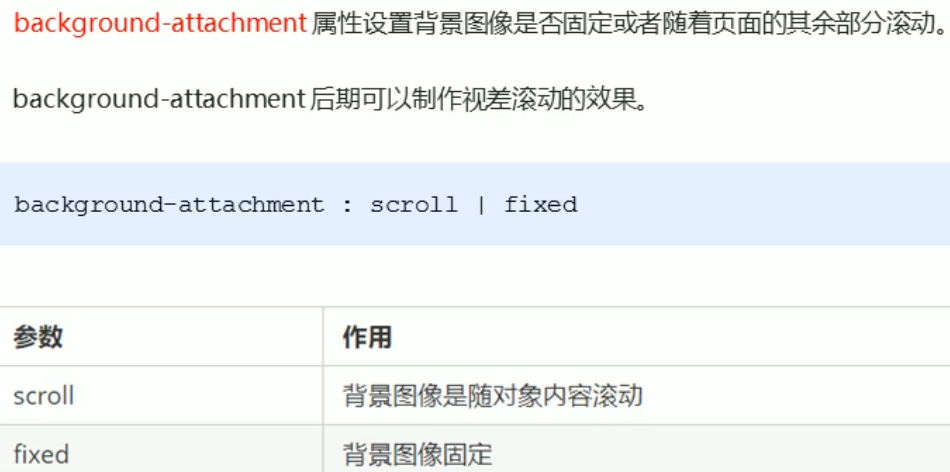 background-attachment 属性设置背景图像是否固定或者随着页面的其余部分滚动。
background-attachment 后期可以制作视差滚动的效果。
background-attachment : scroll | fixed
参数 作用
scroll 背景图像是随对象内容滚动
fixed 背景图像固定